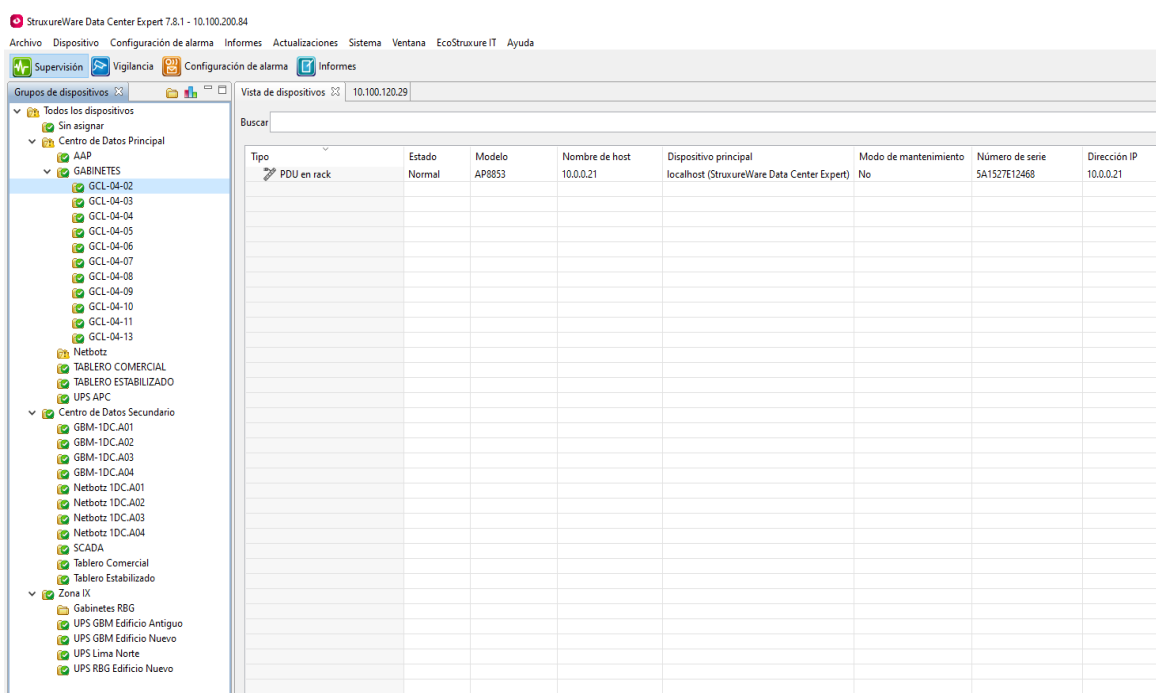 StruxureWare Data Center Expert 7.8.1 - 10.100.200.84
Archivo Dispositivo Configuración de alarma Informes Actualizaciones Sistema Ventana EcoStruxure IT Ayuda
Supervisión Vigilancia Configuración de alarma Informes
Grupos de dispositivos
Todos los dispositivos
Sin asignar
Centro de Datos Principal
AAP
GABINETES
GCL-04-02
GCL-04-03
GCL-04-04
GCL-04-05
GCL-04-06
GCL-04-07
GCL-04-08
GCL-04-09
GCL-04-10
GCL-04-11
GCL-04-13
Netbotz
TABLERO COMERCIAL
TABLERO ESTABILIZADO
UPS APC
Centro de Datos Secundario
GBM-1DC.A01
GBM-1DC.A02
GBM-1DC.A03
GBM-1DC.A04
Netbotz 1DC.A01
Netbotz 1DC.A02
Netbotz 1DC.A03
Netbotz 1DC.A04
SCADA
Tablero Comercial
Tablero Estabilizado
Zona IX
Gabinetes RBG
UPS GBM Edificio Antiguo
UPS GBM Edificio Nuevo
UPS Lima Norte
UPS RBG Edificio Nuevo
Vista de dispositivos 10.100.120.29
Buscar
Tipo Estado Modelo Nombre de host Dispositivo principal Modo de mantenimiento Número de serie Dirección IP
PDU en rack Normal AP8853 10.0.0.21 localhost (StruxureWare Data Center Expert) No 5A1527E12468 10.0.0.21